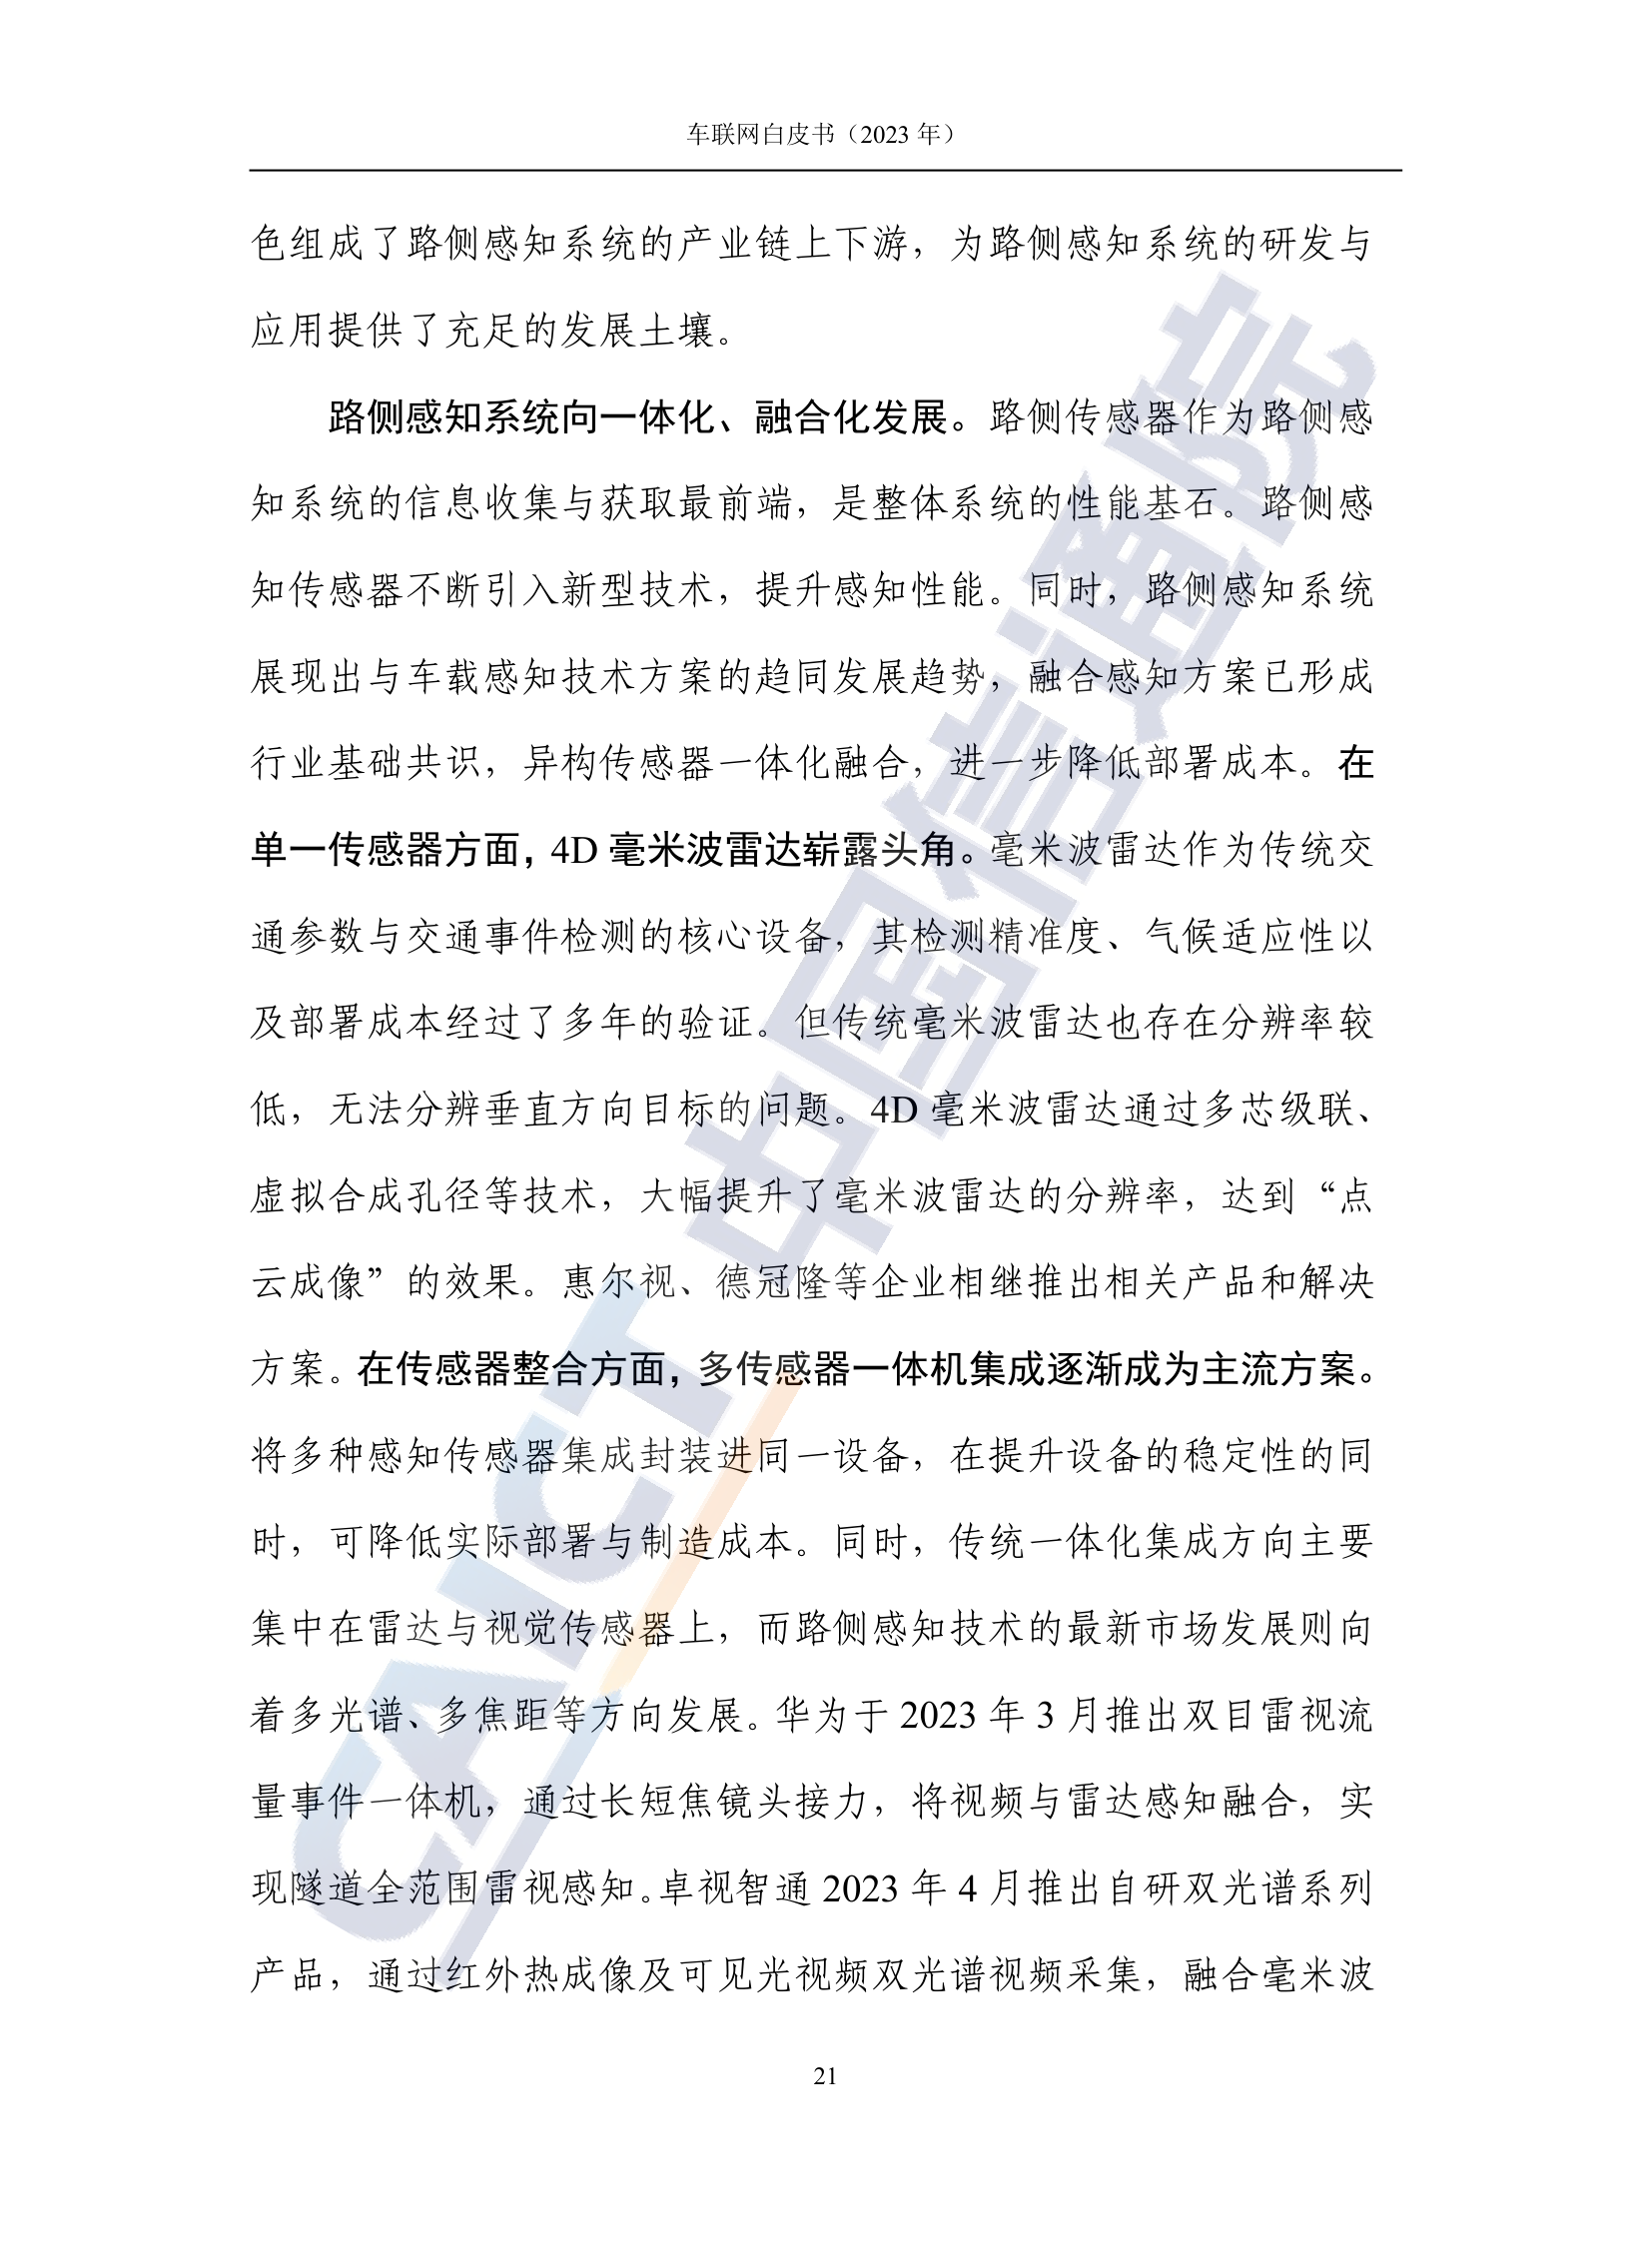 车联网白皮书（2023 年）
色组成了路侧感知系统的产业链上下游，为路侧感知系统的研发与
应用提供了充足的发展土壤。
路侧感知系统向一体化、融合化发展。路侧传感器作为路侧感
知系统的信息收集与获取最前端，是整体系统的性能基石。路侧感
知传感器不断引入新型技术，提升感知性能。同时，路侧感知系统
展现出与车载感知技术方案的趋同发展趋势，融合感知方案已形成
行业基础共识，异构传感器一体化融合，进一步降低部署成本。在
单一传感器方面，4D 毫米波雷达崭露头角。毫米波雷达作为传统交
通参数与交通事件检测的核心设备，其检测精准度、气候适应性以
及部署成本经过了多年的验证。但传统毫米波雷达也存在分辨率较
低，无法分辨垂直方向目标的问题。4D 毫米波雷达通过多芯级联、
虚拟合成孔径等技术，大幅提升了毫米波雷达的分辨率，达到“点
云成像”的效果。惠尔视、德冠隆等企业相继推出相关产品和解决
方案。在传感器整合方面，多传感器一体机集成逐渐成为主流方案。
将多种感知传感器集成封装进同一设备，在提升设备的稳定性的同
时，可降低实际部署与制造成本。同时，传统一体化集成方向主要
集中在雷达与视觉传感器上，而路侧感知技术的最新市场发展则向
着多光谱、多焦距等方向发展。华为于 2023 年 3 月推出双目雷视流
量事件一体机，通过长短焦镜头接力，将视频与雷达感知融合，实
现隧道全范围雷视感知。卓视智通 2023 年 4 月推出自研双光谱系列
产品，通过红外热成像及可见光视频双光谱视频采集，融合毫米波
21
CAICT 中国信通院